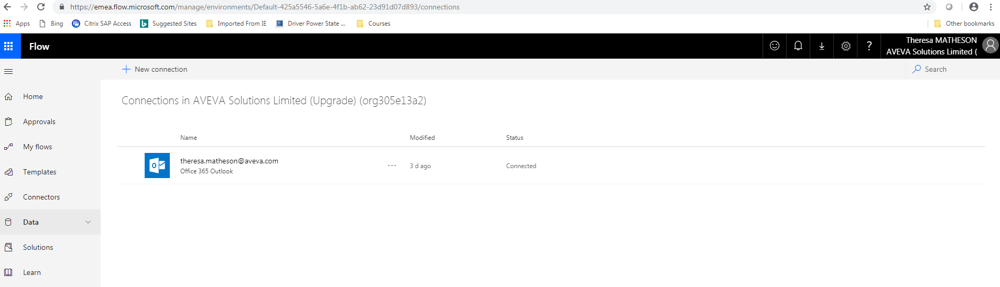 https://emea.flow.microsoft.com/manage/environments/Default-425a5546-5a6e-4f1b-ab62-23d91d07d893/connections
Apps Bing Citrix SAP Access Suggested Sites Imported From IE Driver Power State ... Courses Other bookmarks
Flow
?
Theresa MATHESON
AVEVA Solutions Limited (
New connection
Search
Home
Approvals
My flows
Templates
Connectors
Data
Solutions
Learn
Connections in AVEVA Solutions Limited (Upgrade) (org305e13a2)
Name Modified Status
theresa.matheson@aveva.com
Office 365 Outlook
... 3 d ago Connected